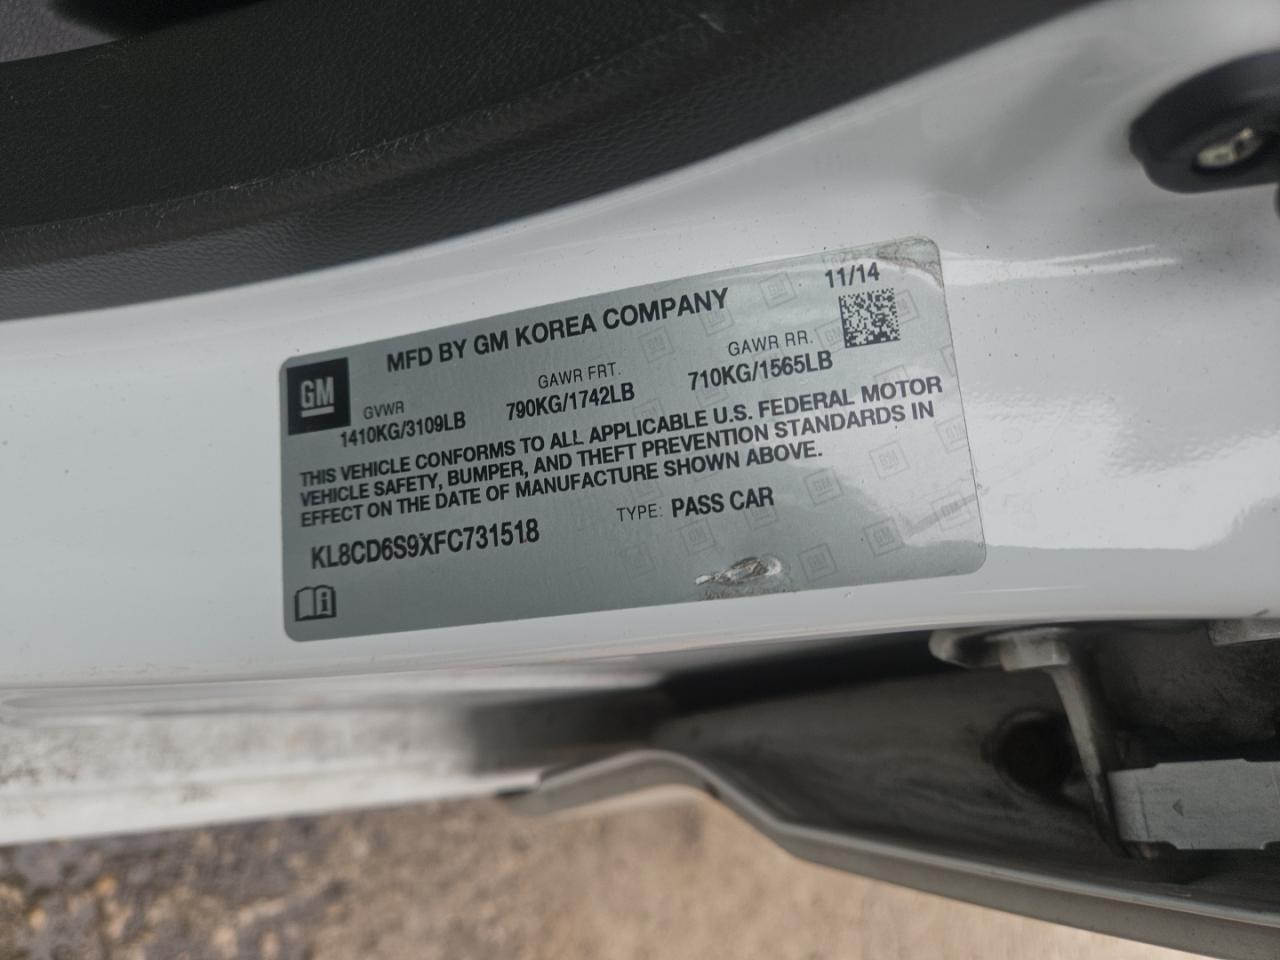 MFD BY GM KOREA COMPANY
11/14
GM
GVWR
GAWR FRT.
GAWR RR.
1410KG/3109LB
790KG/1742LB
710KG/1565LB
THIS VEHICLE CONFORMS TO ALL APPLICABLE U.S. FEDERAL MOTOR
VEHICLE SAFETY, BUMPER, AND THEFT PREVENTION STANDARDS IN
EFFECT ON THE DATE OF MANUFACTURE SHOWN ABOVE.
KL8CD6S9XFC731518
TYPE: PASS CAR